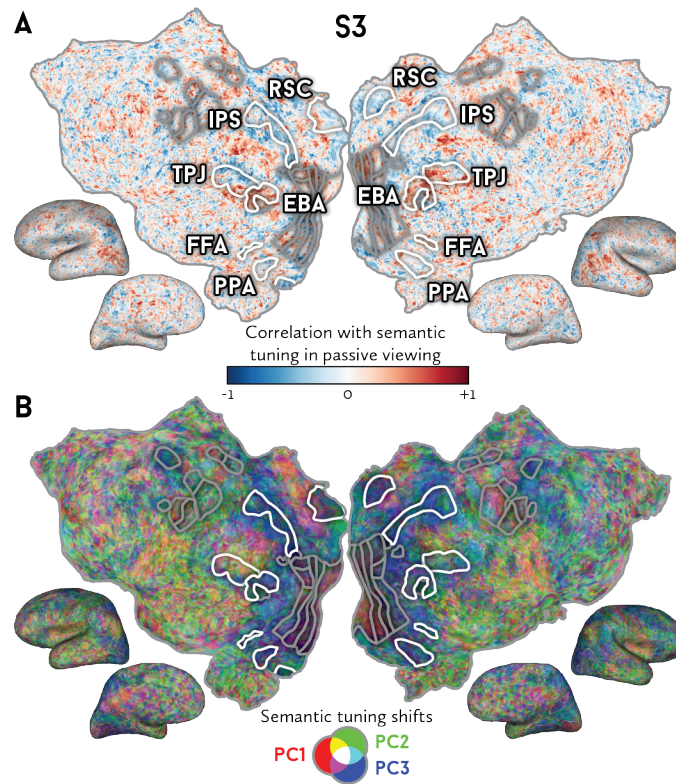 A
S3
RSC
RSC
IPS
IPS
TPJ
TPJ
EBA
EBA
FFA
FFA
PPA
PPA
Correlation with semantic
tuning in passive viewing
-1
0
+1
B
Semantic tuning shifts
PC1
PC2
PC3